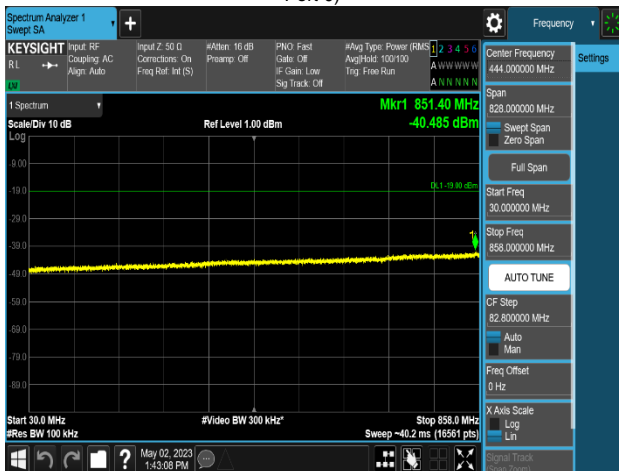 Spectrum Analyzer 1
Swept SA
+
Frequency
KEYSIGHT
RL
Input: RF
Coupling: AC
Align: Auto
Input Z: 50 Ω
Corrections: On
Freq Ref: Int (S)
#Atten: 16 dB
Preamp: Off
PNO: Fast
Gate: Off
IF Gain: Low
Sig Track: Off
#Avg Type: Power (RMS
Avg|Hold: 100/100
Trig: Free Run
1 2 3 4 5 6
A W W W W W
A N N N N N
1 Spectrum
Scale/Div 10 dB
Log
Ref Level 1.00 dBm
Mkr1 851.40 MHz
-40.485 dBm
-9.00
-19.0
DL1 -19.00 dBm
-29.0
-39.0
-49.0
-59.0
-69.0
-79.0
-89.0
Start 30.0 MHz
#Res BW 100 kHz
#Video BW 300 kHz*
Stop 858.0 MHz
Sweep ~40.2 ms (16561 pts)
May 02, 2023
1:43:08 PM
Center Frequency
444.000000 MHz
Span
828.000000 MHz
Swept Span
Zero Span
Full Span
Start Freq
30.000000 MHz
Stop Freq
858.000000 MHz
AUTO TUNE
CF Step
82.800000 MHz
Auto
Man
Freq Offset
0 Hz
X Axis Scale
Log
Lin
Signal Track
(Span Zoom)
Settings